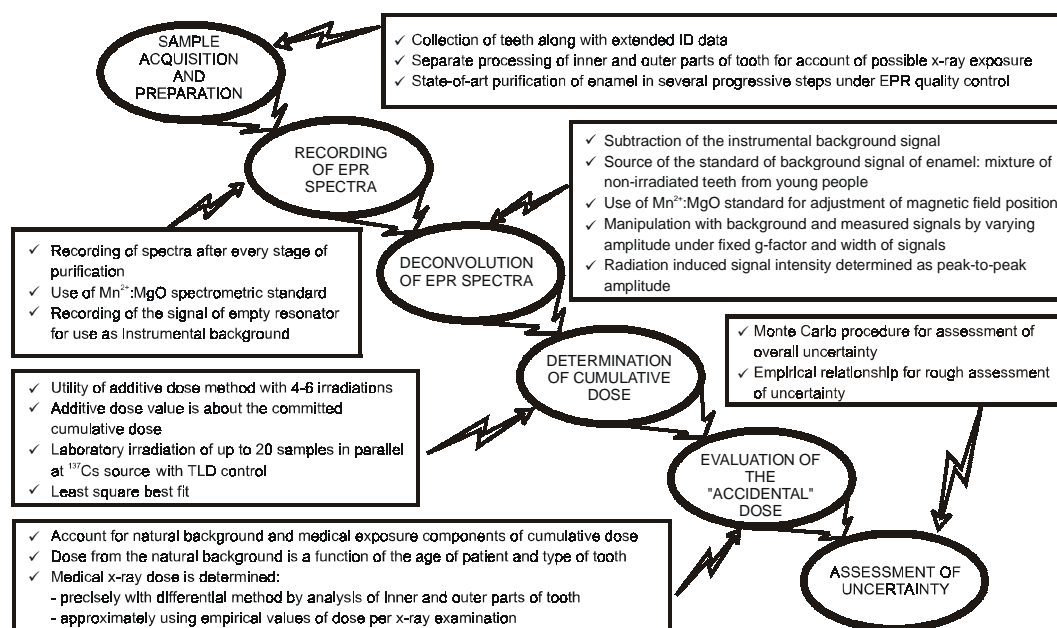 SAMPLE
ACQUISITION
AND
PREPARATION
✓ Collection of teeth along with extended ID data
✓ Separate processing of inner and outer parts of tooth for account of possible x-ray exposure
✓ State-of-art purification of enamel in several progressive steps under EPR quality control
RECORDING
OF EPR
SPECTRA
✓ Recording of spectra after every stage of
purification
✓ Use of Mn²⁺:MgO spectrometric standard
✓ Recording of the signal of empty resonator
for use as Instrumental background
DECONVOLUTION
OF EPR SPECTRA
✓ Subtraction of the instrumental background signal
✓ Source of the standard of background signal of enamel: mixture of
non-irradiated teeth from young people
✓ Use of Mn²⁺:MgO standard for adjustment of magnetic field position
✓ Manipulation with background and measured signals by varying
amplitude under fixed g-factor and width of signals
✓ Radiation induced signal intensity determined as peak-to-peak
amplitude
DETERMINATION
OF CUMULATIVE
DOSE
✓ Utility of additive dose method with 4-6 irradiations
✓ Additive dose value is about the committed
cumulative dose
✓ Laboratory irradiation of up to 20 samples in parallel
at ¹³⁷Cs source with TLD control
✓ Least square best fit
EVALUATION OF
THE
"ACCIDENTAL"
DOSE
✓ Account for natural background and medical exposure components of cumulative dose
✓ Dose from the natural background is a function of the age of patient and type of tooth
✓ Medical x-ray dose is determined:
- precisely with differential method by analysis of inner and outer parts of tooth
- approximately using empirical values of dose per x-ray examination
ASSESSMENT OF
UNCERTAINTY
✓ Monte Carlo procedure for assessment of
overall uncertainty
✓ Empirical relationship for rough assessment
of uncertainty